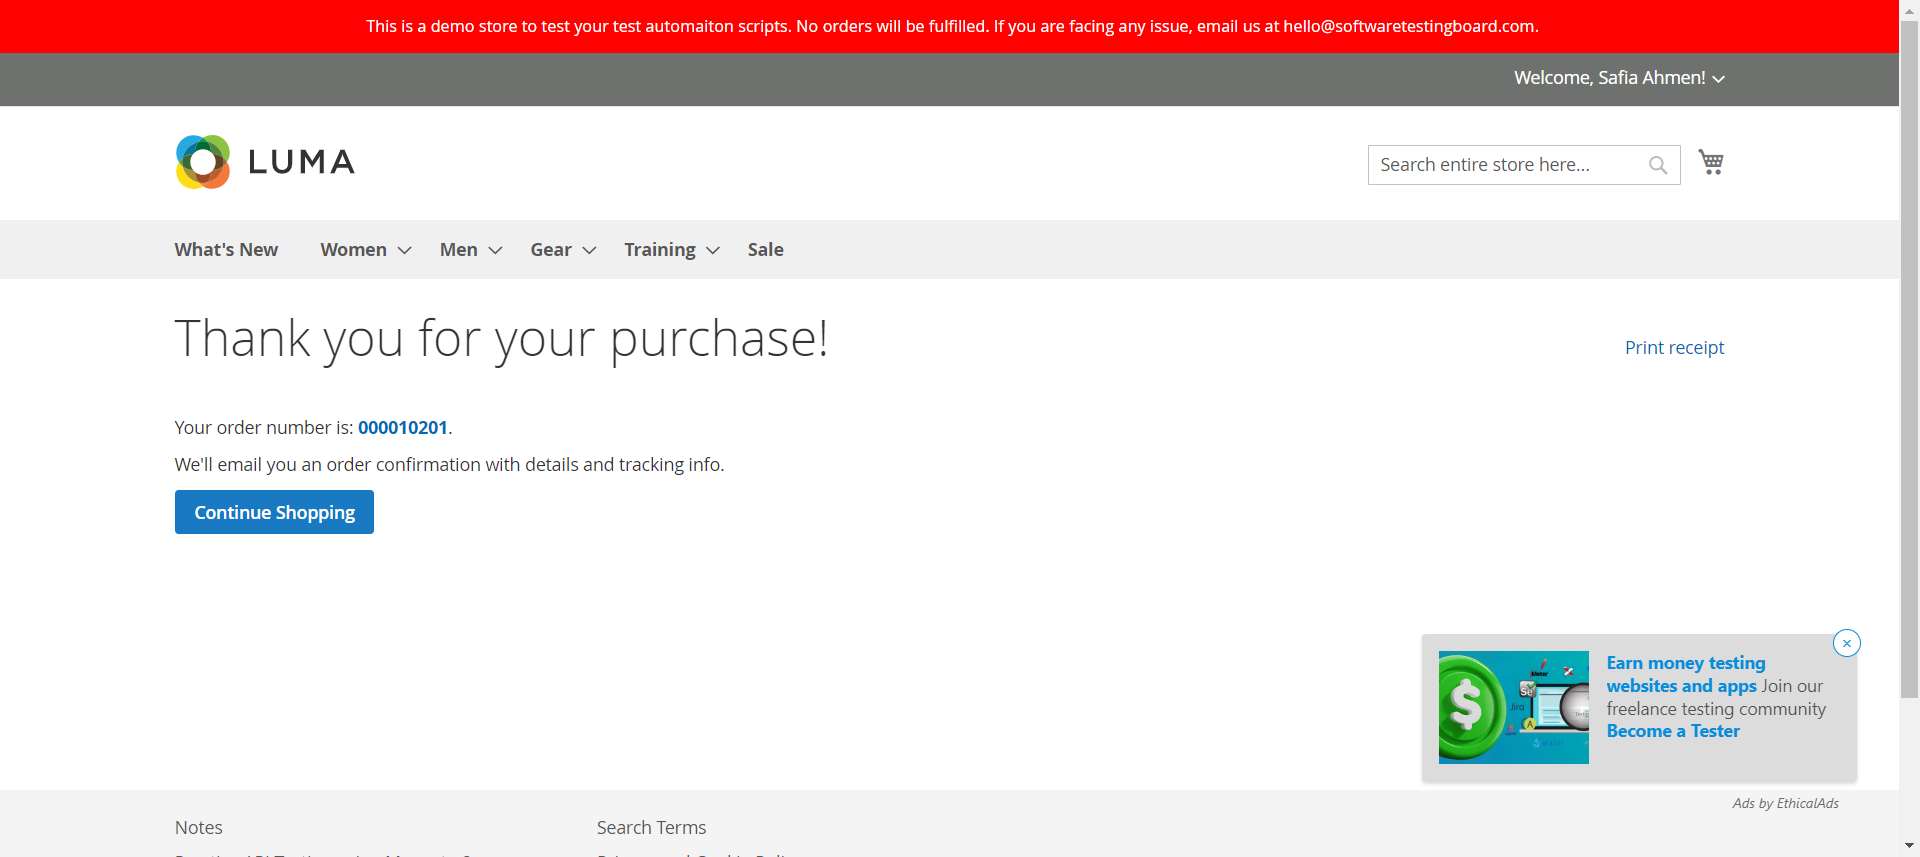 This is a demo store to test your test automaiton scripts. No orders will be fulfilled. If you are facing any issue, email us at hello@softwaretestingboard.com.
Welcome, Safia Ahmen!
LUMA
Search entire store here...
What's New Women Men Gear Training Sale
Thank you for your purchase!
Print receipt
Your order number is: 000010201.
We'll email you an order confirmation with details and tracking info.
Continue Shopping
Earn money testing
websites and apps Join our
freelance testing community
Become a Tester
Ads by EthicalAds
Notes
Search Terms